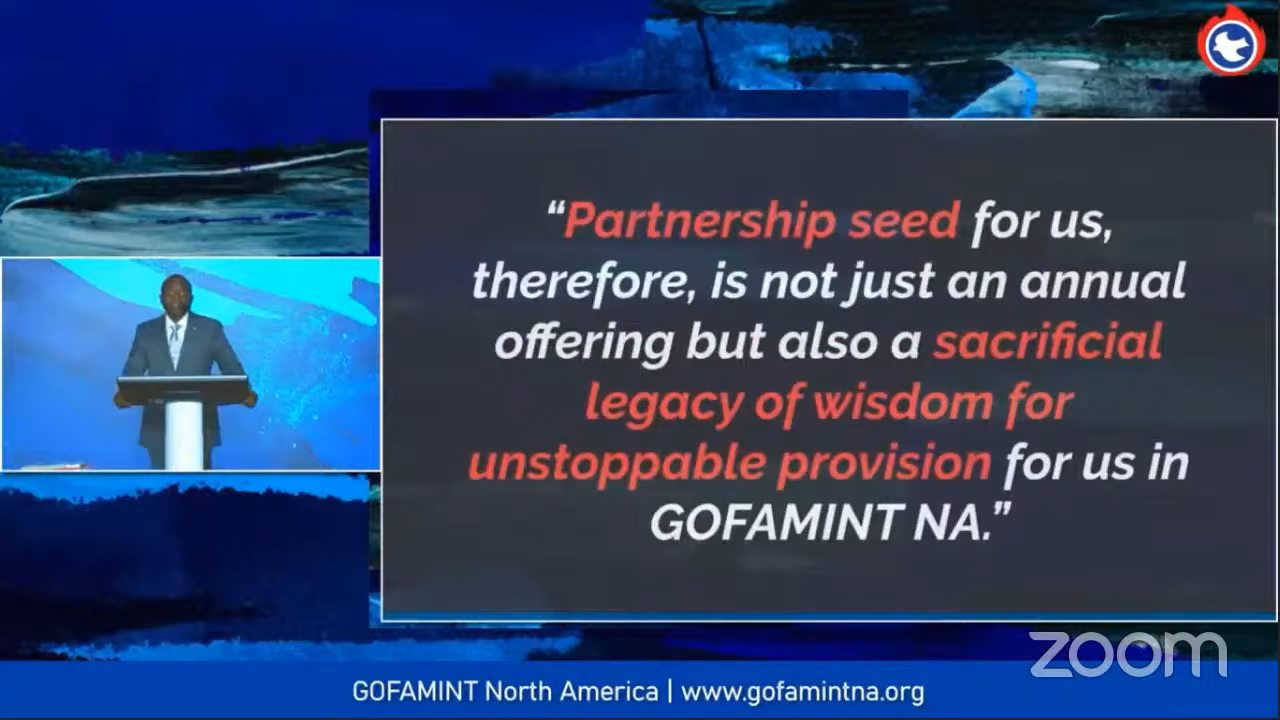 “Partnership seed for us,
therefore, is not just an annual
offering but also a sacrificial
legacy of wisdom for
unstoppable provision for us in
GOFAMINT NA.”
zoom
GOFAMINT North America | www.gofamintna.org